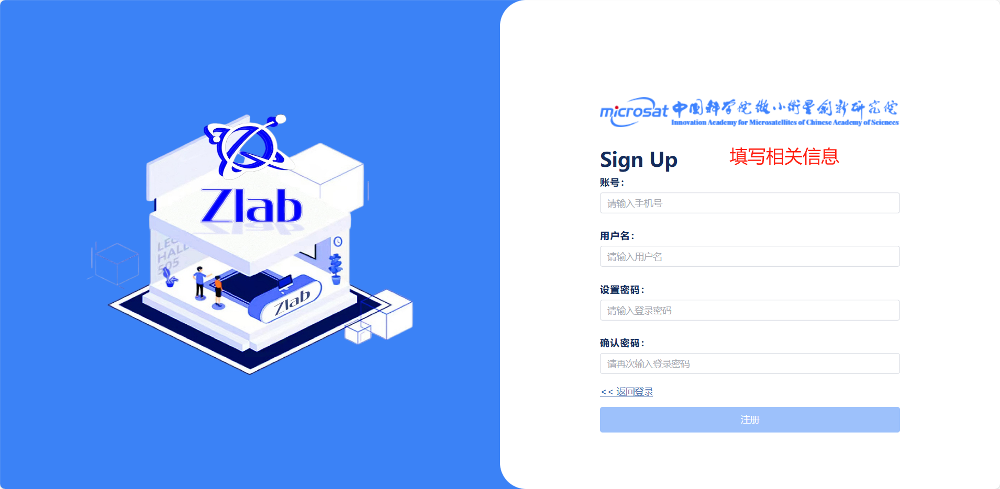 Zlab
LEC
HALL
505
Zlab
microsat 中国科学院微小卫星创新研究院
Innovation Academy for Microsatellites of Chinese Academy of Sciences
Sign Up
填写相关信息
账号：
请输入手机号
用户名：
请输入用户名
设置密码：
请输入登录密码
确认密码：
请再次输入登录密码
<< 返回登录
注册